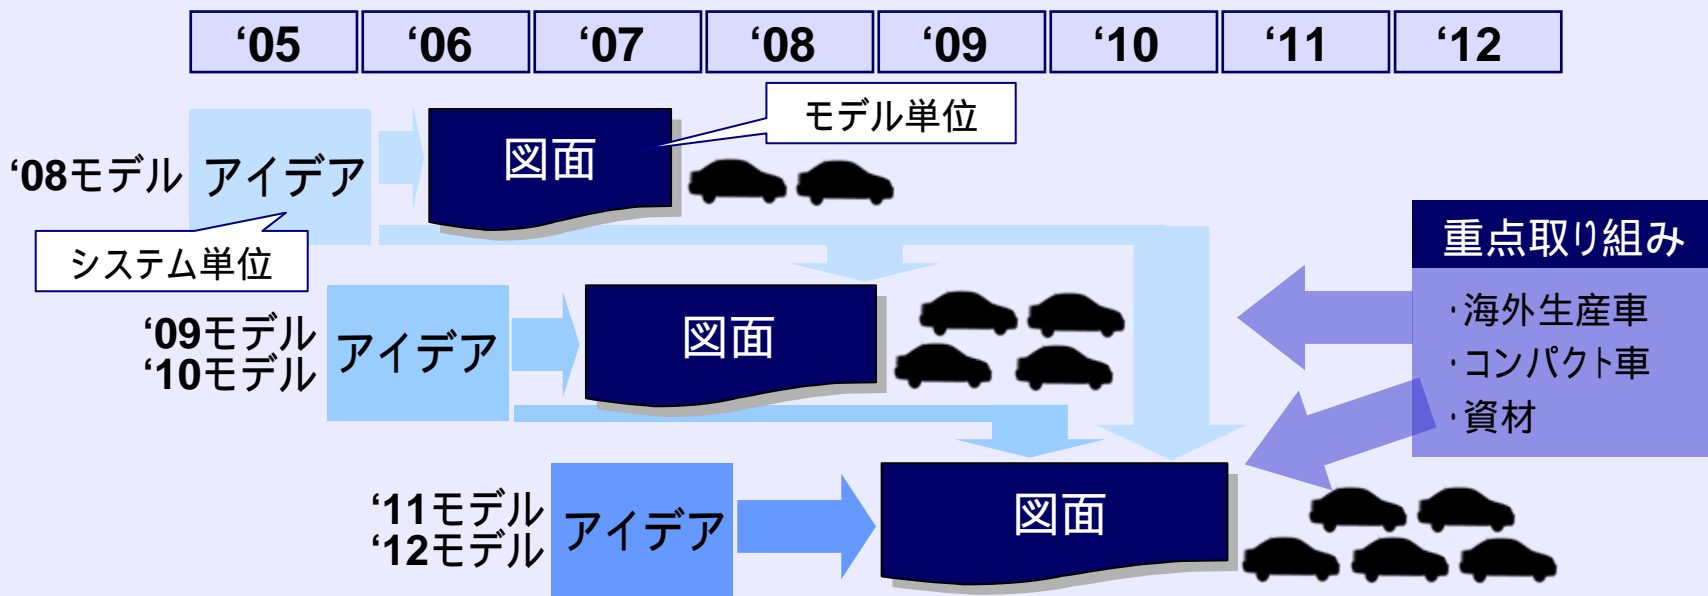 ‘05 ‘06 ‘07 ‘08 ‘09 ‘10 ‘11 ‘12
モデル単位
‘08モデル
アイデア
図面
システム単位
重点取り組み
・海外生産車
・コンパクト車
・資材
‘09モデル
‘10モデル
アイデア
図面
‘11モデル
‘12モデル
アイデア
図面